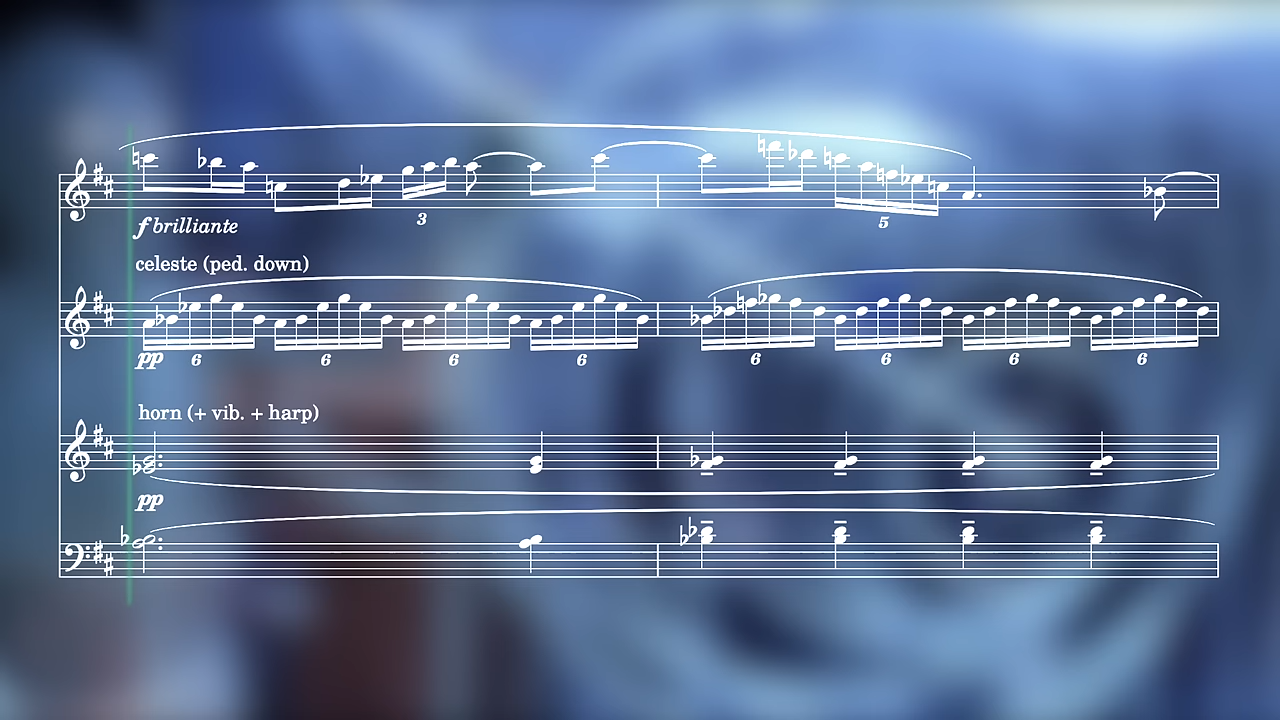 3
5
f brilliante
celeste (ped. down)
pp
6
6
6
6
6
6
6
6
horn (+ vib. + harp)
pp